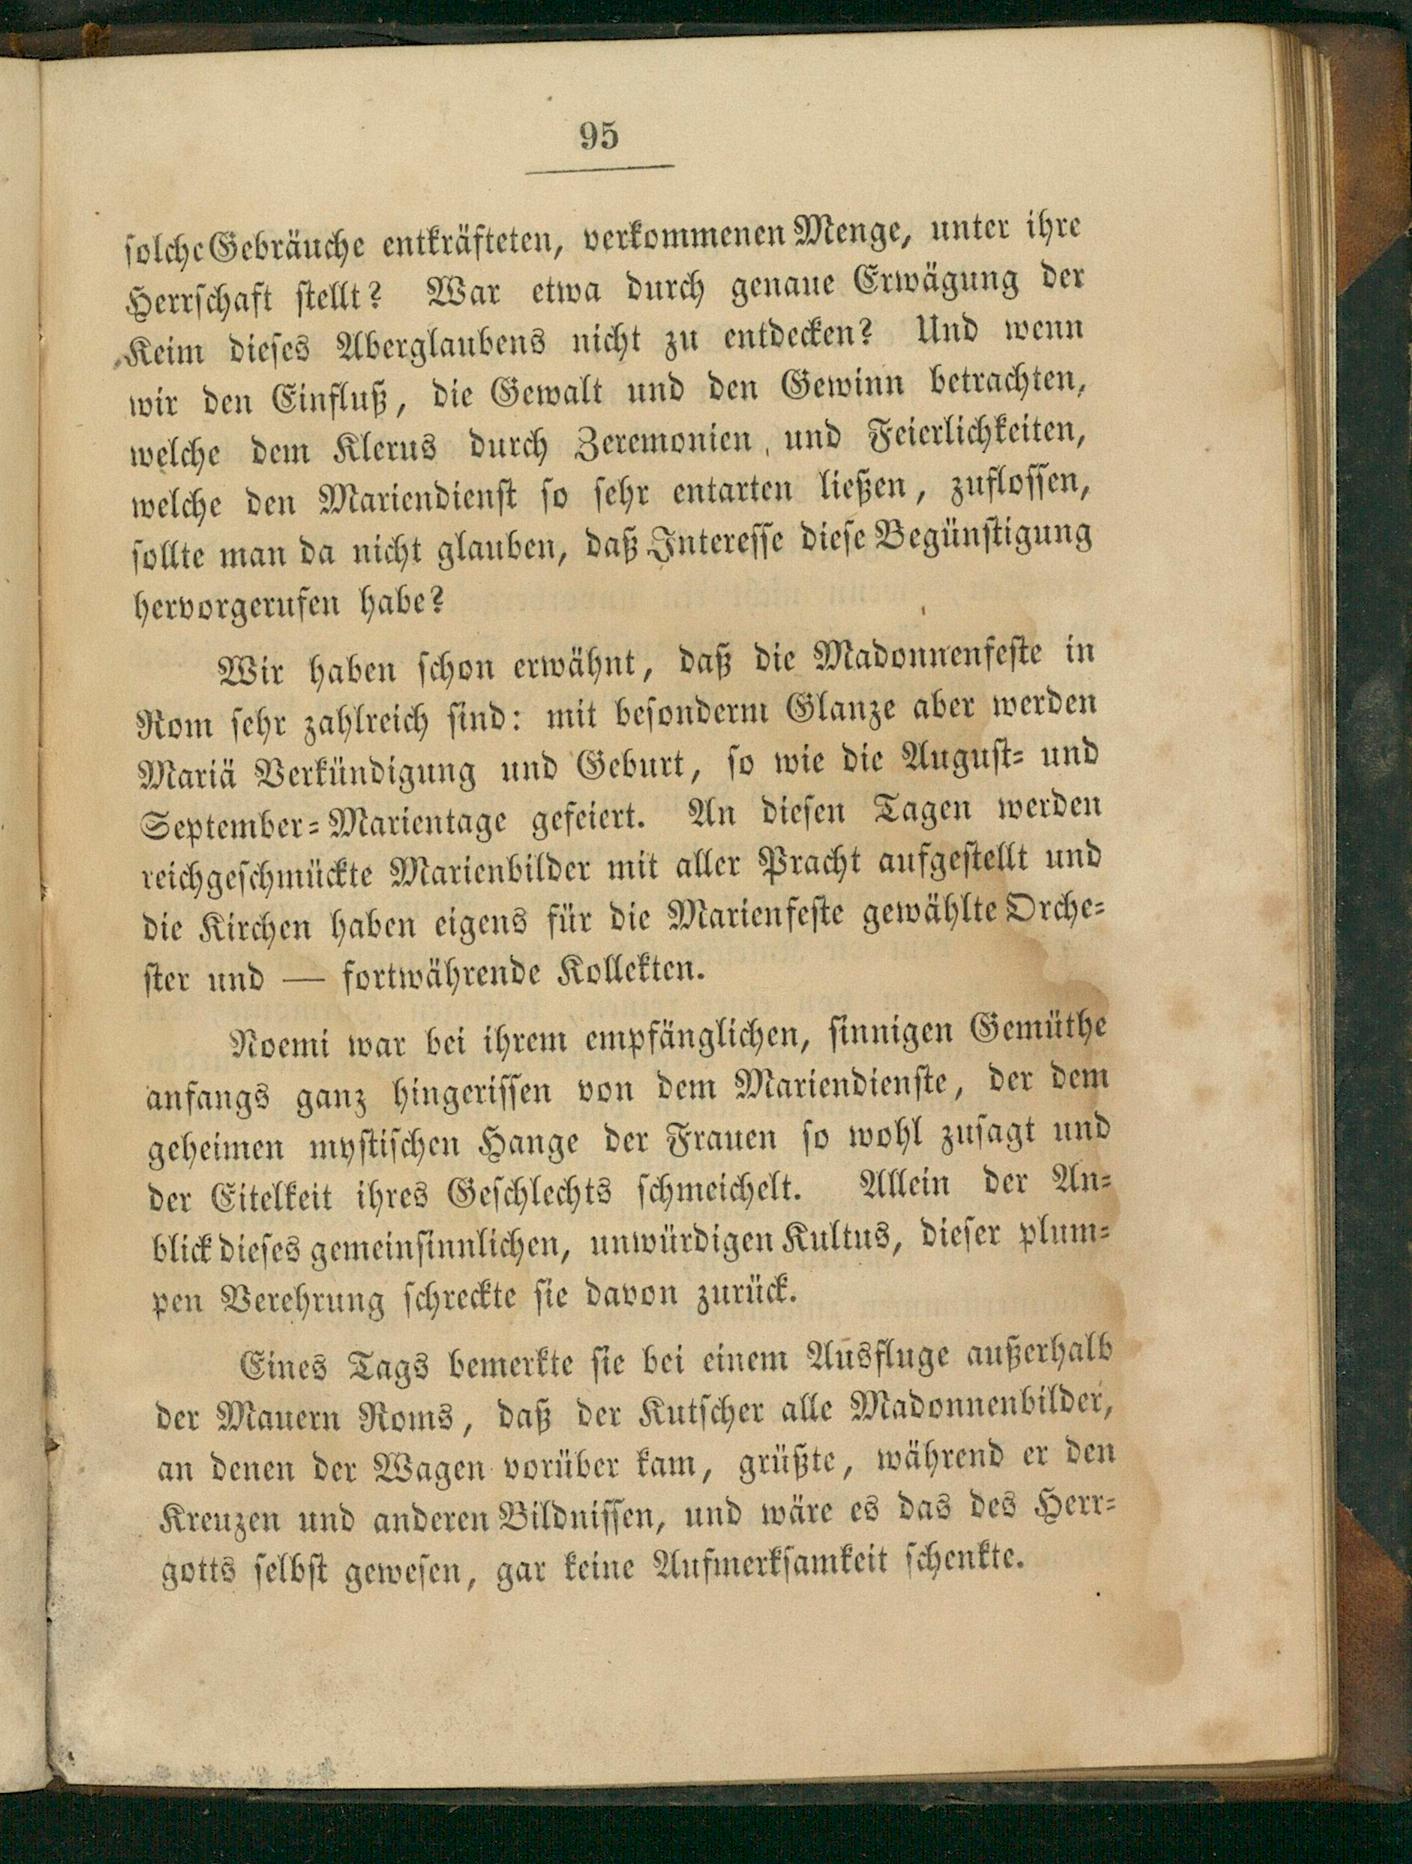 95
solche Gebräuche entkräfteten, verkommenen Menge, unter ihre
Herrschaft stellt? War etwa durch genaue Erwägung der
Keim dieses Aberglaubens nicht zu entdecken? Und wenn
wir den Einfluß, die Gewalt und den Gewinn betrachten,
welche dem Klerus durch Zeremonien und Feierlichkeiten,
welche den Mariendienst so sehr entarten ließen, zuflossen,
sollte man da nicht glauben, daß Interesse diese Begünstigung
hervorgerufen habe?
Wir haben schon erwähnt, daß die Madonnenfeste in
Rom sehr zahlreich sind: mit besonderm Glanze aber werden
Mariä Verkündigung und Geburt, so wie die August- und
September-Marientage gefeiert. An diesen Tagen werden
reichgeschmückte Marienbilder mit aller Pracht aufgestellt und
die Kirchen haben eigens für die Marienfeste gewählte Orche-
ster und — fortwährende Kollekten.
Noemi war bei ihrem empfänglichen, sinnigen Gemüthe
anfangs ganz hingerissen von dem Mariendienste, der dem
geheimen mystischen Hange der Frauen so wohl zusagt und
der Eitelkeit ihres Geschlechts schmeichelt. Allein der An-
blick dieses gemeinsinnlichen, unwürdigen Kultus, dieser plum-
pen Verehrung schreckte sie davon zurück.
Eines Tags bemerkte sie bei einem Ausfluge außerhalb
der Mauern Roms, daß der Kutscher alle Madonnenbilder,
an denen der Wagen vorüber kam, grüßte, während er den
Kreuzen und anderen Bildnissen, und wäre es das des Herr-
gotts selbst gewesen, gar keine Aufmerksamkeit schenkte.